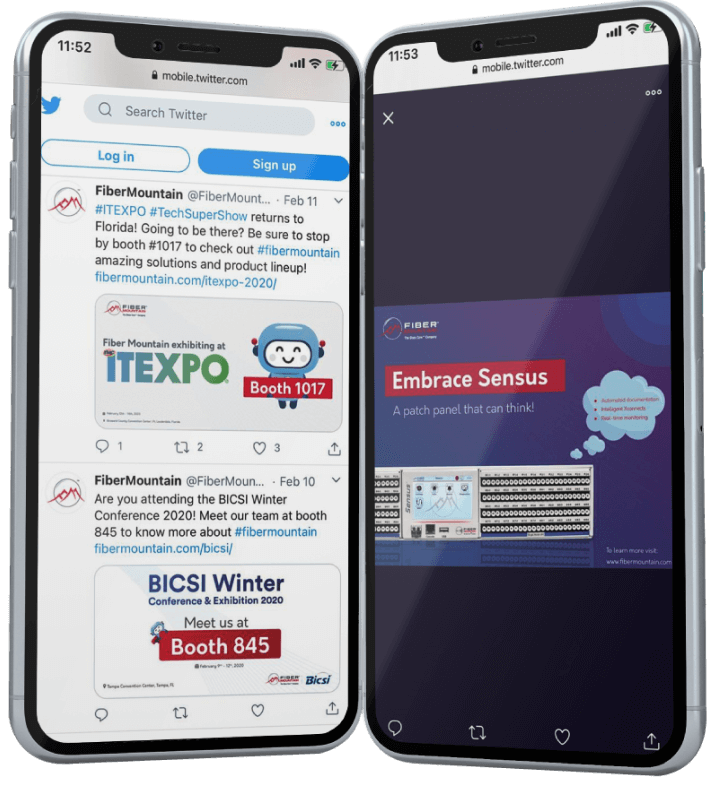 11:52
mobile.twitter.com
Search Twitter
Log in
Sign up
FiberMountain @FiberMount... · Feb 11
#ITEXPO #TechSuperShow returns to
Florida! Going to be there? Be sure to stop
by booth #1017 to check out #fibermountain
amazing solutions and product lineup!
fibermountain.com/itexpo-2020/
FIBER
MOUNTAIN
Fiber Mountain exhibiting at
ITEXPO
Booth 1017
1
2
3
FiberMountain @FiberMoun... · Feb 10
Are you attending the BICSI Winter
Conference 2020! Meet our team at booth
845 to know more about #fibermountain
fibermountain.com/bicsi/
BICSI Winter
Conference & Exhibition 2020
Meet us at
Booth 845
February 9th - 13th, 2020
Tampa Convention Center, Tampa, FL
FIBER
MOUNTAIN
Bicsi
11:53
mobile.twitter.com
FIBER
MOUNTAIN
Embrace Sensus
A patch panel that can think!
Automated documentation
Intelligent
Real-time monitoring
Sensus
To learn more visit:
www.fibermountain.com